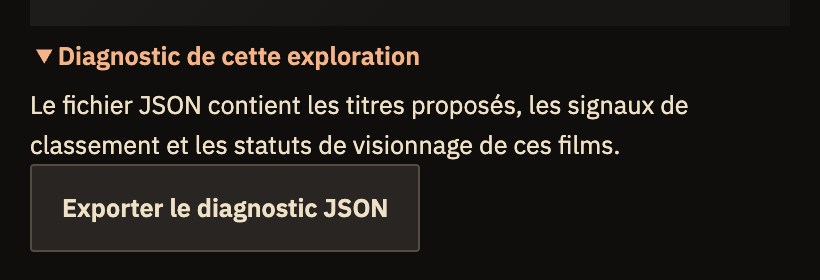 ▼Diagnostic de cette exploration
Le fichier JSON contient les titres proposés, les signaux de
classement et les statuts de visionnage de ces films.
Exporter le diagnostic JSON